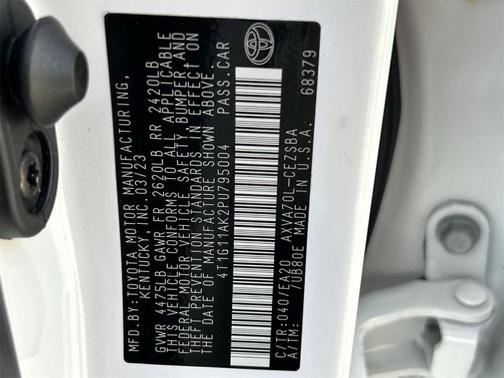 MFD.BY:TOYOTA MOTOR MANUFACTURING,
KENTUCKY, INC.03/23
GVWR 4475LB GAWR FR 2620LB RR 2420LB
THIS VEHICLE CONFORMS TO ALL APPLICABLE
FEDERAL MOTOR VEHICLE SAFETY, BUMPER AND
THEFT PREVENTION STANDARDS IN EFFECT ON
THE DATE OF MANUFACTURE SHOWN ABOVE.
4T1G11AK2PU795004 PASS.CAR
C/TR:040/EA20 AXVA70L-CEZSBA
A/TM: /UB80E MADE IN U.S.A.
68379